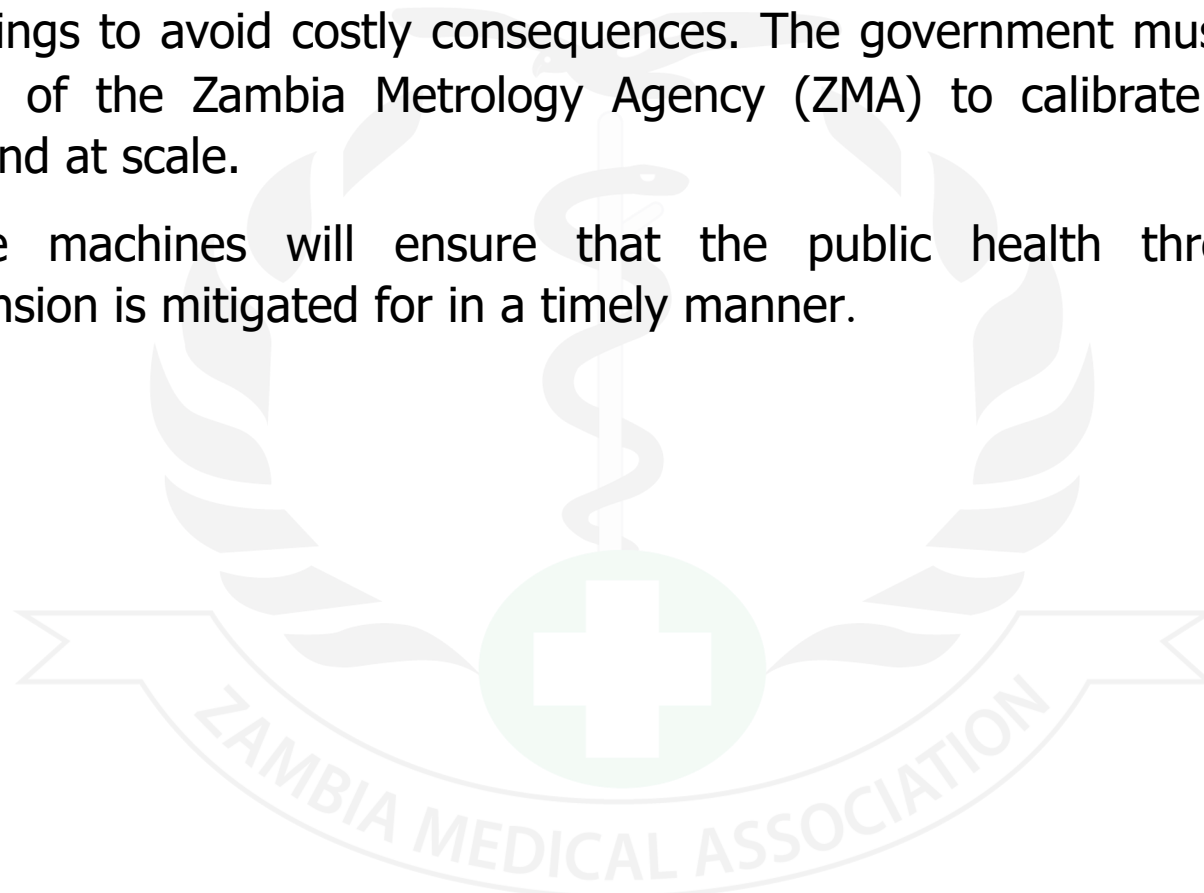 ings to avoid costly consequences. The government mus
of the Zambia Metrology Agency (ZMA) to calibrate
nd at scale.
e machines will ensure that the public health thr
nsion is mitigated for in a timely manner.
ZAMBIA MEDICAL ASSOCIATION